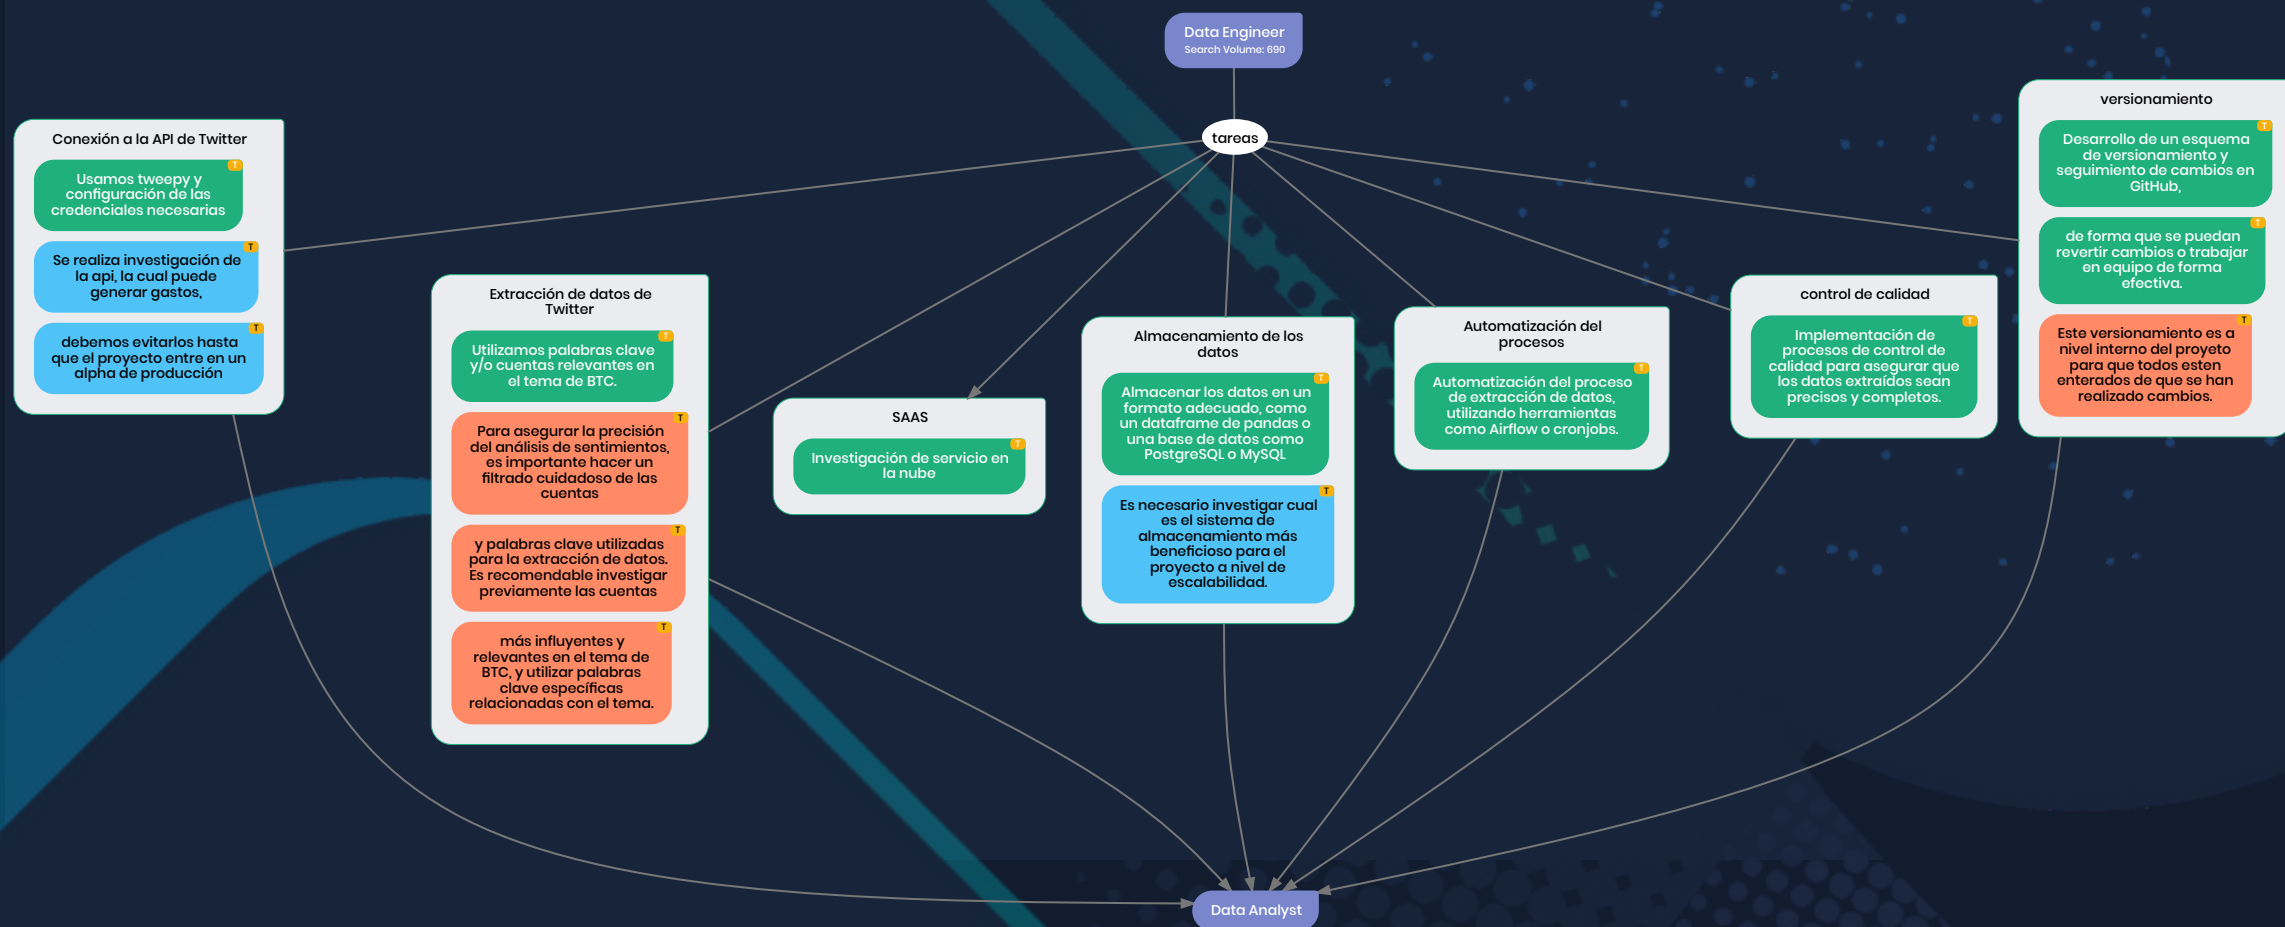 Data Engineer
Search Volume: 690
tareas
Conexión a la API de Twitter
T
Usamos tweepy y
configuración de las
credenciales necesarias
T
Se realiza investigación de
la api, la cual puede
generar gastos,
T
debemos evitarlos hasta
que el proyecto entre en un
alpha de producción
Extracción de datos de
Twitter
T
Utilizamos palabras clave
y/o cuentas relevantes en
el tema de BTC.
T
Para asegurar la precisión
del análisis de sentimientos,
es importante hacer un
filtrado cuidadoso de las
cuentas
T
y palabras clave utilizadas
para la extracción de datos.
Es recomendable investigar
previamente las cuentas
T
más influyentes y
relevantes en el tema de
BTC, y utilizar palabras
clave específicas
relacionadas con el tema.
SAAS
T
Investigación de servicio en
la nube
Almacenamiento de los
datos
T
Almacenar los datos en un
formato adecuado, como
un dataframe de pandas o
una base de datos como
PostgreSQL o MySQL
T
Es necesario investigar cual
es el sistema de
almacenamiento más
beneficioso para el
proyecto a nivel de
escalabilidad.
Automatización del
procesos
T
Automatización del proceso
de extracción de datos,
utilizando herramientas
como Airflow o cronjobs.
control de calidad
T
Implementación de
procesos de control de
calidad para asegurar que
los datos extraídos sean
precisos y completos.
versionamiento
T
Desarrollo de un esquema
de versionamiento y
seguimiento de cambios en
GitHub,
T
de forma que se puedan
revertir cambios o trabajar
en equipo de forma
efectiva.
T
Este versionamiento es a
nivel interno del proyeto
para que todos esten
enterados de que se han
realizado cambios.
Data Analyst